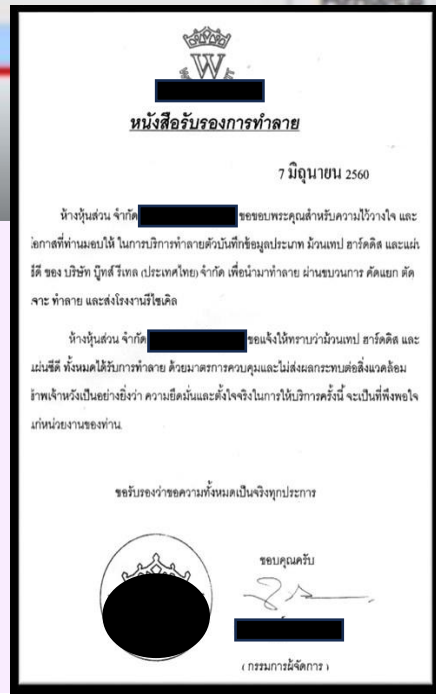 W
หนังสือรับรองการทำลาย
7 มิถุนายน 2560
ห้างหุ้นส่วน จำกัด ขอขอบพระคุณสำหรับความไว้วางใจ และ
โอกาสที่ท่านมอบให้ ในการบริการทำลายตัวบันทึกข้อมูลประเภท ม้วนเทป ฮาร์ดดิส และแผ่น
ซีดี ของ บริษัท บู๊ทส์ รีเทล (ประเทศไทย) จำกัด เพื่อนำมาทำลาย ผ่านขบวนการ คัดแยก ตัด
เจาะ ทำลาย และส่งโรงงานรีไซเคิล
ห้างหุ้นส่วน จำกัด ขอแจ้งให้ทราบว่าม้วนเทป ฮาร์ดดิส และ
แผ่นซีดี ทั้งหมดได้รับการทำลาย ด้วยมาตรการควบคุมและไม่ส่งผลกระทบต่อสิ่งแวดล้อม
ข้าพเจ้าหวังเป็นอย่างยิ่งว่า ความยึดมั่นและตั้งใจจริงในการให้บริการครั้งนี้ จะเป็นที่พึงพอใจ
แก่หน่วยงานของท่าน
ขอรับรองว่าขอความทั้งหมดเป็นจริงทุกประการ
ขอบคุณครับ
( กรรมการผู้จัดการ )